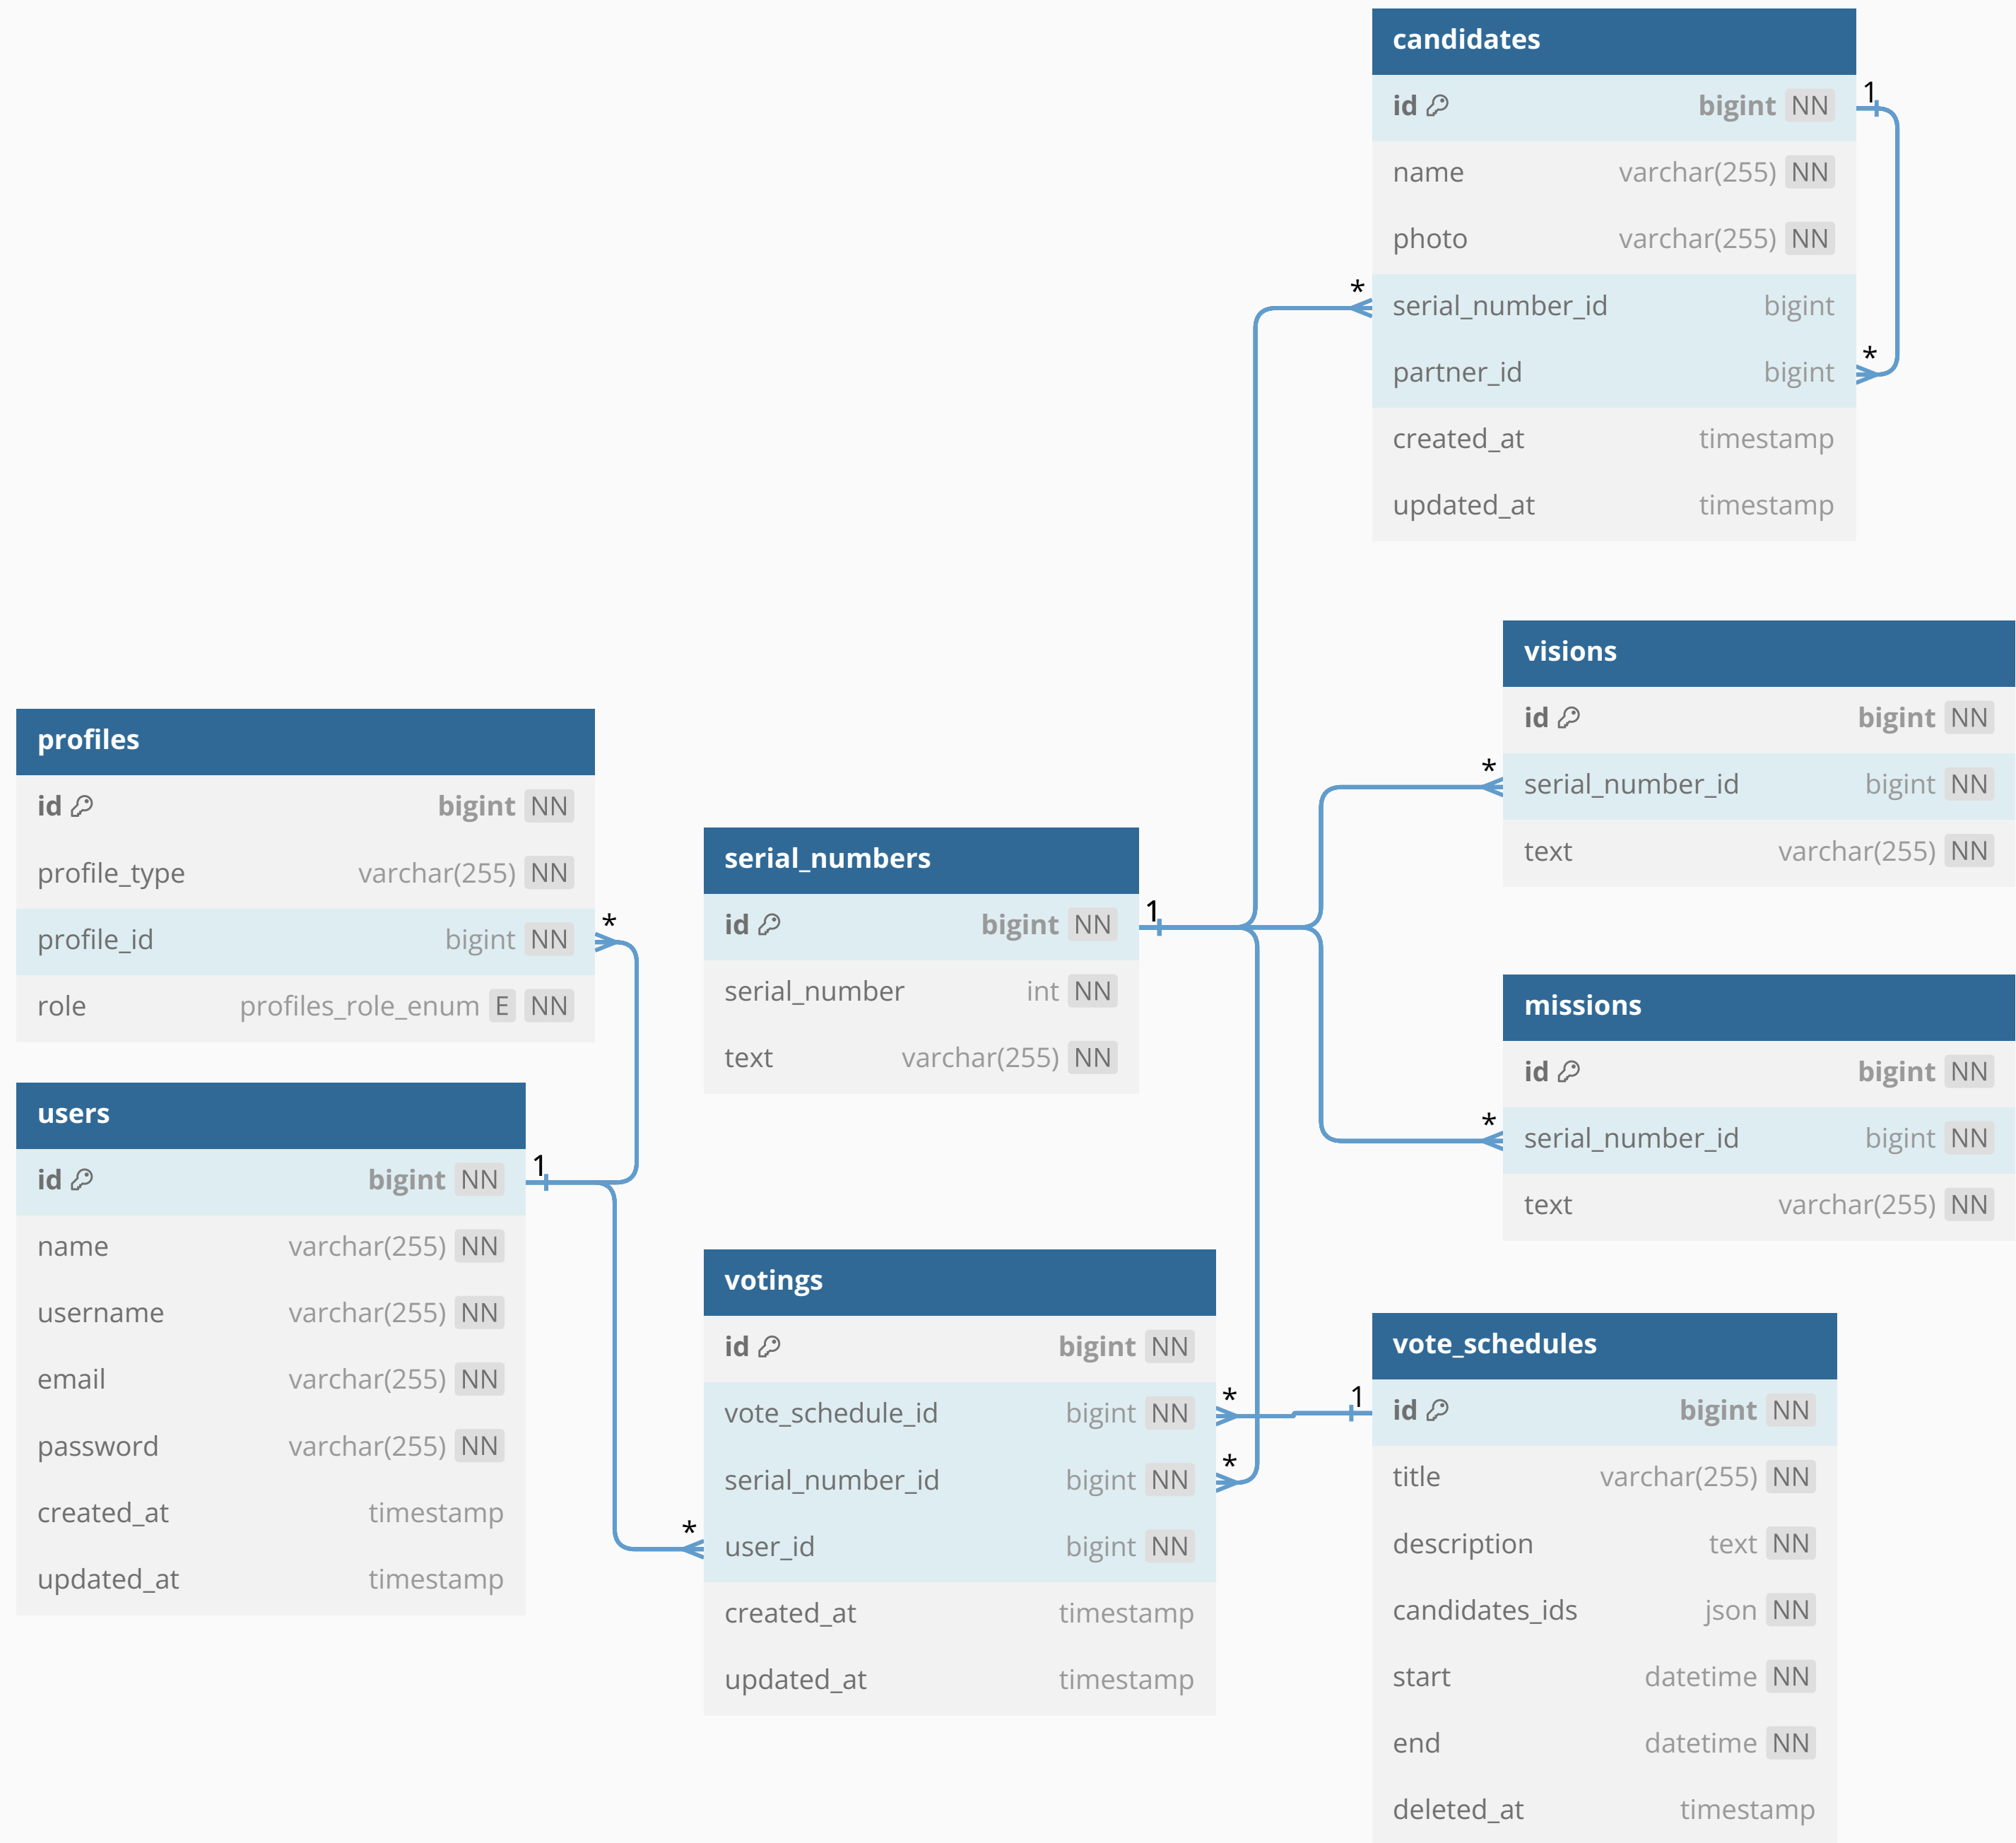 candidates
id bigint NN
name varchar(255) NN
photo varchar(255) NN
serial_number_id bigint
partner_id bigint
created_at timestamp
updated_at timestamp
1
*
*
visions
id bigint NN
serial_number_id bigint NN
text varchar(255) NN
*
profiles
id bigint NN
profile_type varchar(255) NN
profile_id bigint NN
role profiles_role_enum E NN
*
serial_numbers
id bigint NN
serial_number int NN
text varchar(255) NN
1
missions
id bigint NN
serial_number_id bigint NN
text varchar(255) NN
*
users
id bigint NN
name varchar(255) NN
username varchar(255) NN
email varchar(255) NN
password varchar(255) NN
created_at timestamp
updated_at timestamp
1
votings
id bigint NN
vote_schedule_id bigint NN
serial_number_id bigint NN
user_id bigint NN
created_at timestamp
updated_at timestamp
*
*
*
vote_schedules
id bigint NN
title varchar(255) NN
description text NN
candidates_ids json NN
start datetime NN
end datetime NN
deleted_at timestamp
1